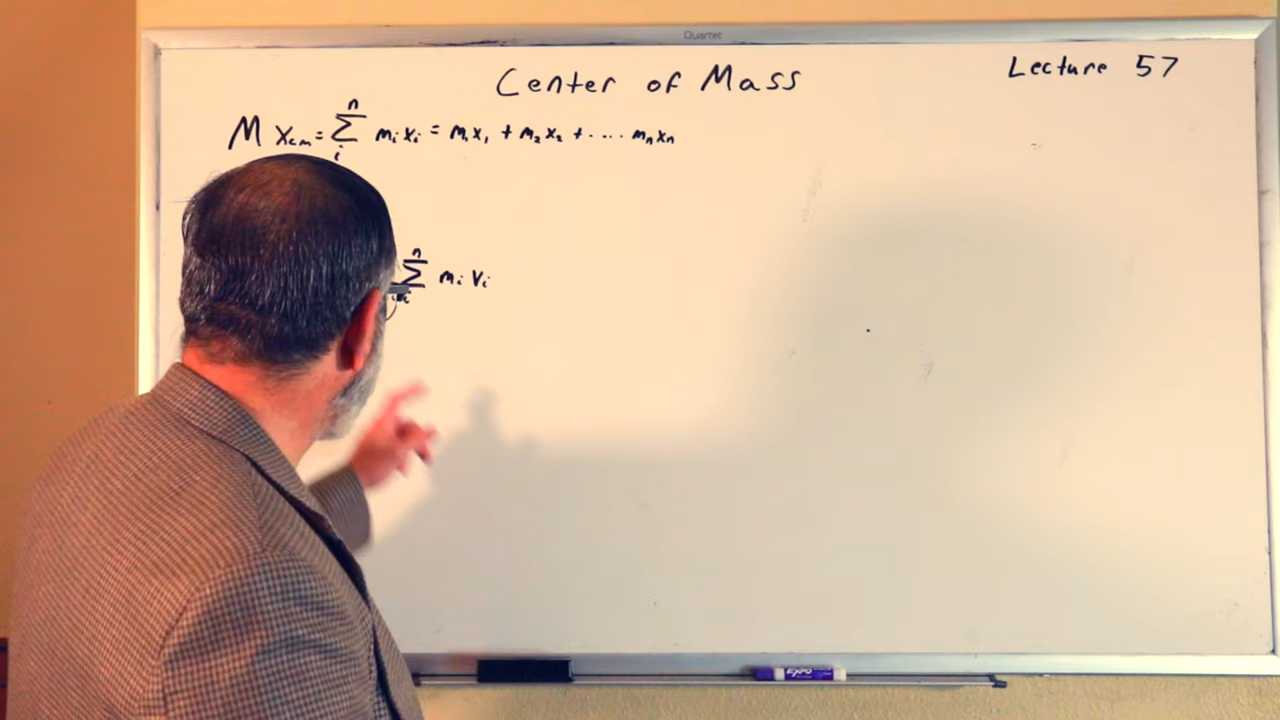 Quartet
Center of Mass
Lecture 57
M x_cm = Σ_i^n m_i x_i = m_1 x_1 + m_2 x_2 + .... m_n x_n
Σ^n m_i v_i
EXPO